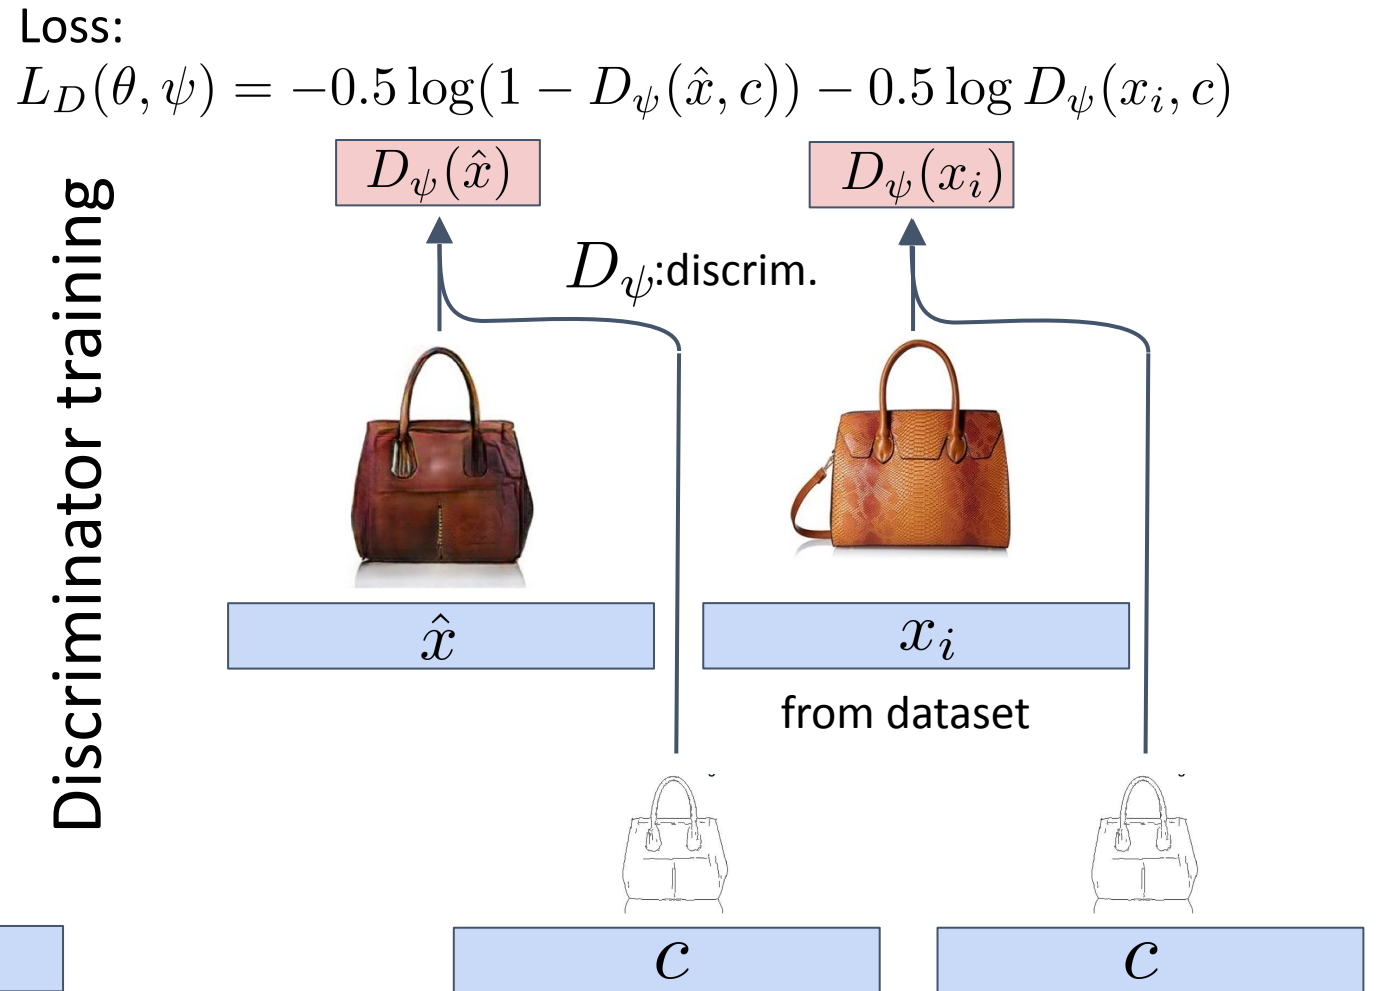 Loss:
L_D(θ, ψ) = −0.5 log(1 − D_ψ(x̂, c)) − 0.5 log D_ψ(x_i, c)
Discriminator training
D_ψ(x̂)
D_ψ(x_i)
D_ψ:discrim.
x̂
x_i
from dataset
c
c